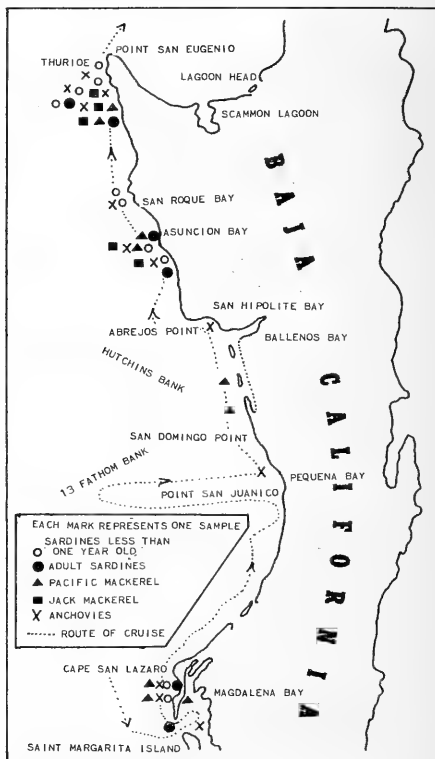 POINT SAN EUGENIO
THURIOE
LAGOON HEAD
SCAMMON LAGOON
BAJA
SAN ROQUE BAY
ASUNCION BAY
SAN HIPOLITE BAY
ABREJOS POINT
BALLENOS BAY
HUTCHINS BANK
CALIFORNIA
SAN DOMINGO POINT
13 FATHOM BANK
PEQUENA BAY
POINT SAN JUANICO
EACH MARK REPRESENTS ONE SAMPLE
SARDINES LESS THAN
ONE YEAR OLD
ADULT SARDINES
PACIFIC MACKEREL
JACK MACKEREL
ANCHOVIES
ROUTE OF CRUISE
CAPE SAN LAZARO
MAGDALENA BAY
SAINT MARGARITA ISLAND